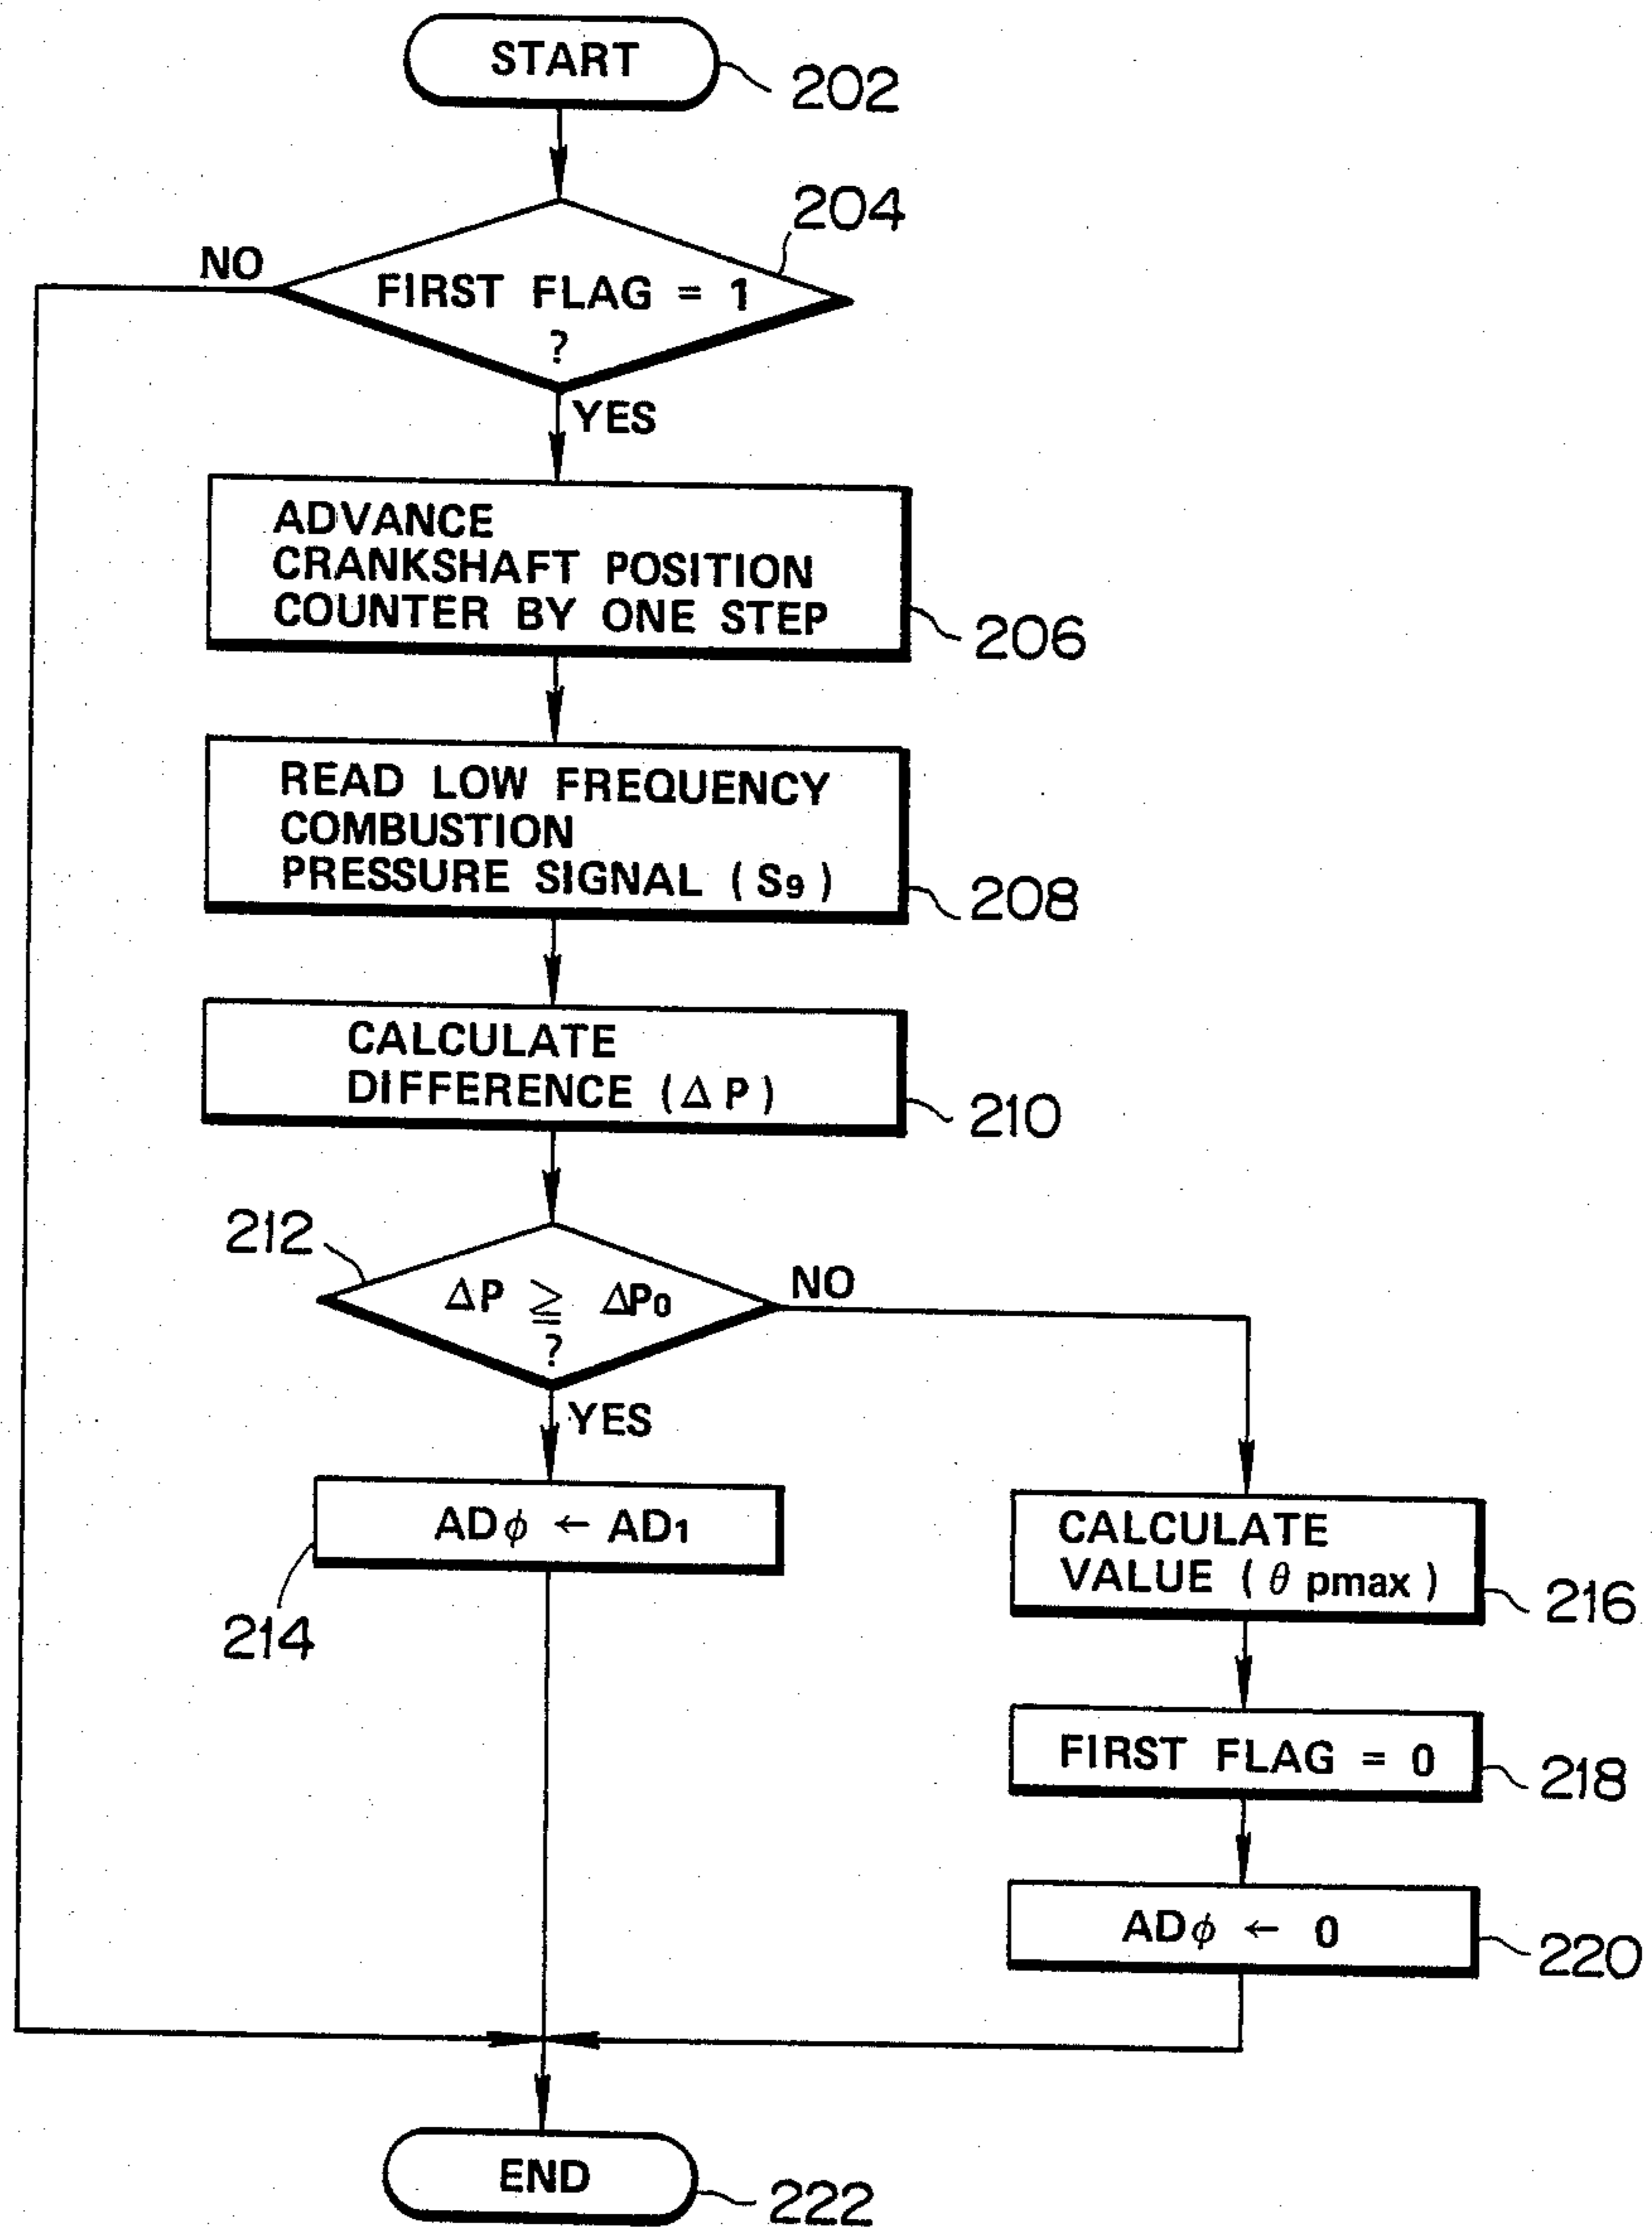 START
202
204
NO
FIRST FLAG = 1
?
YES
ADVANCE
CRANKSHAFT POSITION
COUNTER BY ONE STEP
206
READ LOW FREQUENCY
COMBUSTION
PRESSURE SIGNAL (S9)
208
CALCULATE
DIFFERENCE (Δ P)
210
212
ΔP ≧ ΔP0
?
NO
YES
ADϕ ← AD1
214
CALCULATE
VALUE (θ pmax)
216
FIRST FLAG = 0
218
ADϕ ← 0
220
END
222